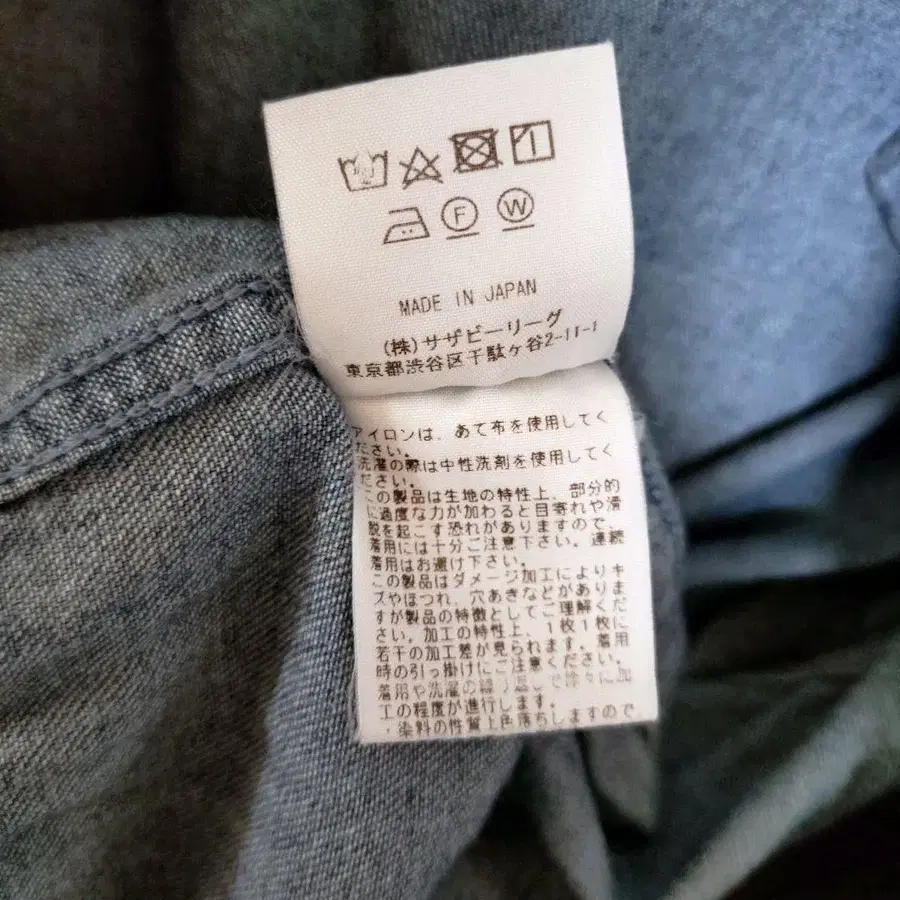 F W
MADE IN JAPAN
(株)サザビーリーグ
東京都渋谷区千駄ヶ谷2-11-1
アイロンは、あて布を使用してく
ださい。
洗濯の際は中性洗剤を使用してく
ださい。
この製品は生地の特性上、部分的
に過度な力が加わると目寄れや滑
脱を起こす恐れがありますので、
着用には十分ご注意下さい。連続
着用はお避け下さい。
この製品はダメージ加工によりキ
ズやほつれ、穴あきなどがありま
すが製品の特徴としてご理解くだ
さい。加工の特性上、1枚1枚に
若干の加工差が見られます。着用
時の引っ掛けにご注意ください。
着用や洗濯の繰り返しで徐々に加
工の程度が進行します。
・染料の性質上色落ちしますので